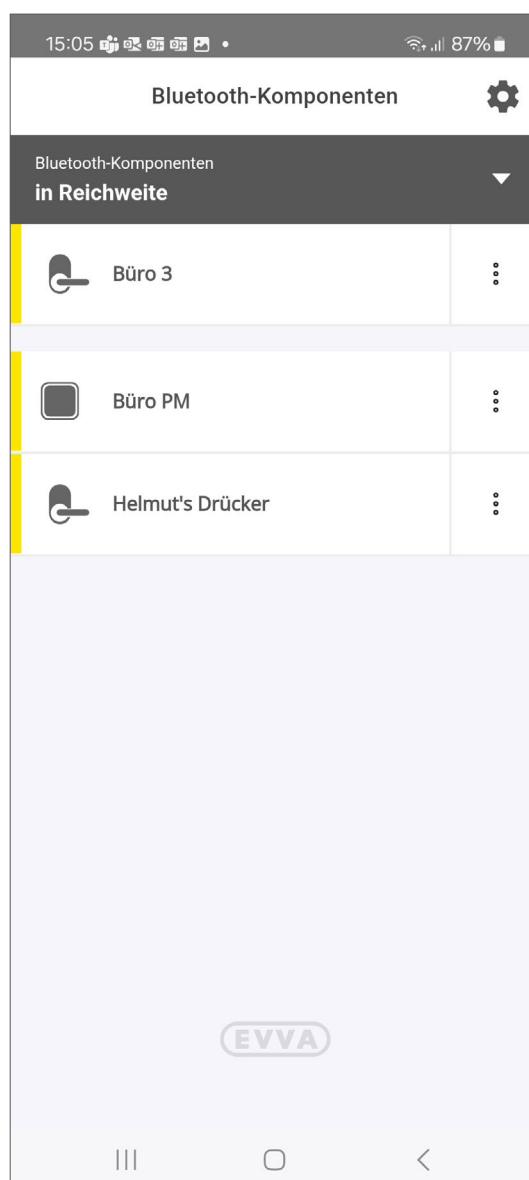 15:05
87%
Bluetooth-Komponenten
Bluetooth-Komponenten
in Reichweite
Büro 3
Büro PM
Helmut's Drücker
EVVA